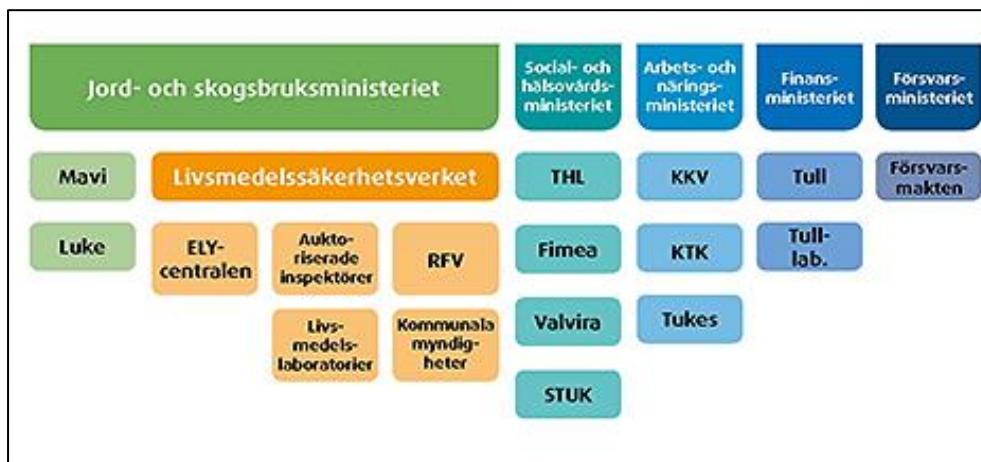 Jord- och skogsbruksministeriet
Social- och
hälsovårds-
ministeriet
Arbets- och
närings-
ministeriet
Finans-
ministeriet
Försvars-
ministeriet
Mavi
Livsmedelssäkerhetsverket
THL
KKV
Tull
Försvars-
makten
Luke
ELY-
centralen
Aukto-
riserade
inspektörer
RFV
Fimea
KTK
Tull-
lab.
Livs-
medels-
laboratorier
Kommunala
myndig-
heter
Valvira
Tukes
STUK